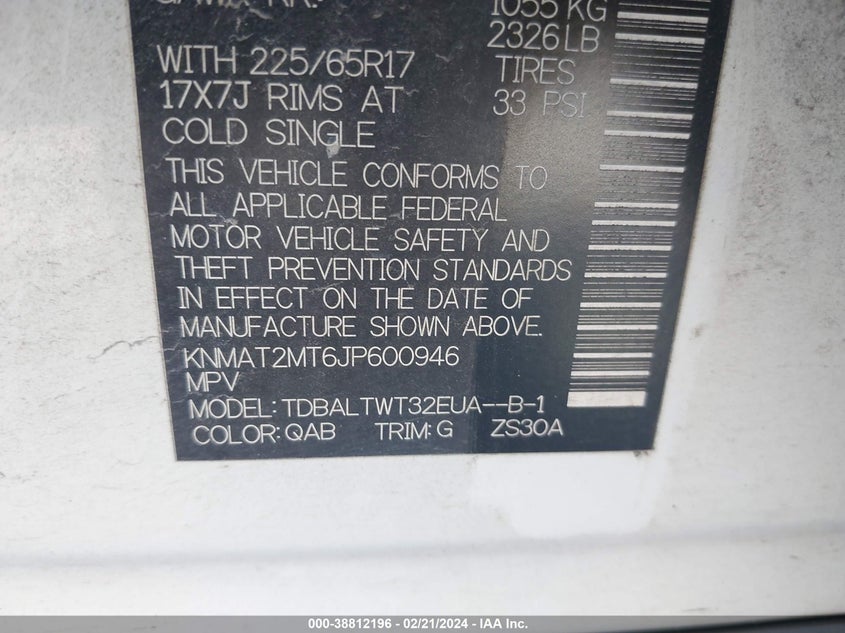 1055 KG
2326 LB
WITH 225/65R17 TIRES
17X7J RIMS AT 33 PSI
COLD SINGLE
THIS VEHICLE CONFORMS TO
ALL APPLICABLE FEDERAL
MOTOR VEHICLE SAFETY AND
THEFT PREVENTION STANDARDS
IN EFFECT ON THE DATE OF
MANUFACTURE SHOWN ABOVE.
KNMAT2MT6JP600946
MPV
MODEL: TDBALTWT32EUA--B-1
COLOR: QAB TRIM: G ZS30A
000-38812196 - 02/21/2024 - IAA, Inc.